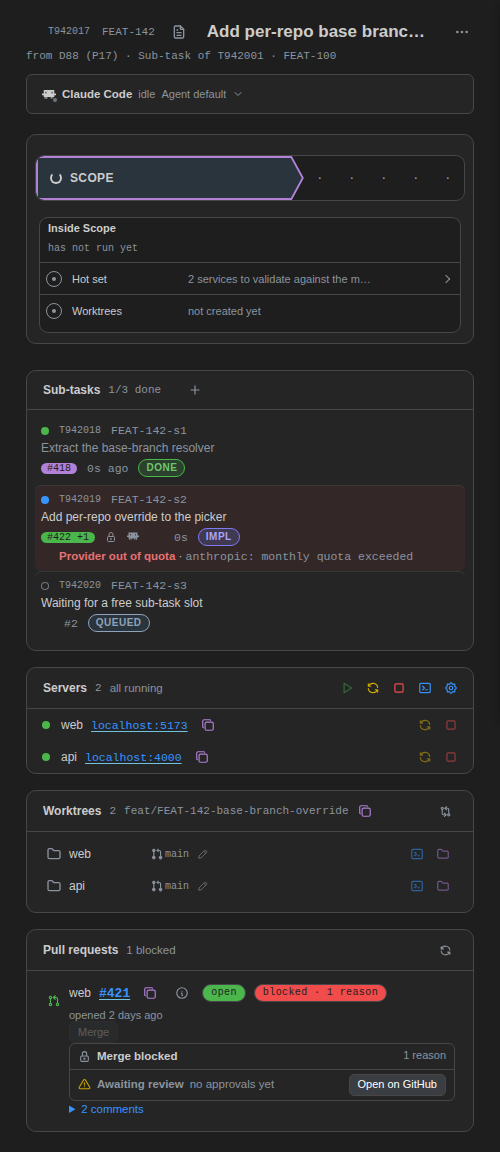 T942017 FEAT-142 Add per-repo base branc…
from D88 (P17) · Sub-task of T942001 · FEAT-100
Claude Code idle Agent default
SCOPE
Inside Scope
has not run yet
Hot set 2 services to validate against the m…
Worktrees not created yet
Sub-tasks 1/3 done
T942018 FEAT-142-s1
Extract the base-branch resolver
#418 0s ago DONE
T942019 FEAT-142-s2
Add per-repo override to the picker
#422 +1 0s IMPL
Provider out of quota · anthropic: monthly quota exceeded
T942020 FEAT-142-s3
Waiting for a free sub-task slot
#2 QUEUED
Servers 2 all running
web localhost:5173
api localhost:4000
Worktrees 2 feat/FEAT-142-base-branch-override
web main
api main
Pull requests 1 blocked
web #421 open blocked · 1 reason
opened 2 days ago
Merge
Merge blocked 1 reason
Awaiting review no approvals yet Open on GitHub
2 comments